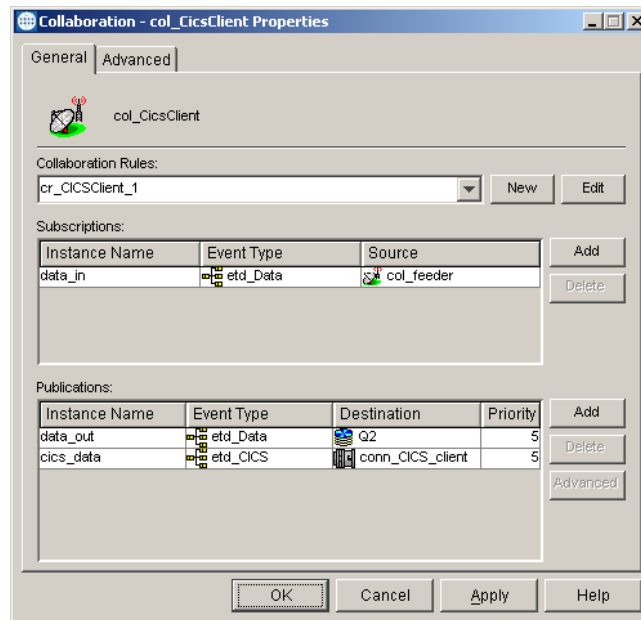 Collaboration - col_CicsClient Properties
General Advanced
col_CicsClient
Collaboration Rules:
cr_CICSClient_1 New Edit
Subscriptions:
Instance Name Event Type Source Add
data_in etd_Data col_feeder
Delete
Publications:
Instance Name Event Type Destination Priority Add
data_out etd_Data Q2 5
Delete
cics_data etd_CICS conn_CICS_client 5
Advanced
OK Cancel Apply Help